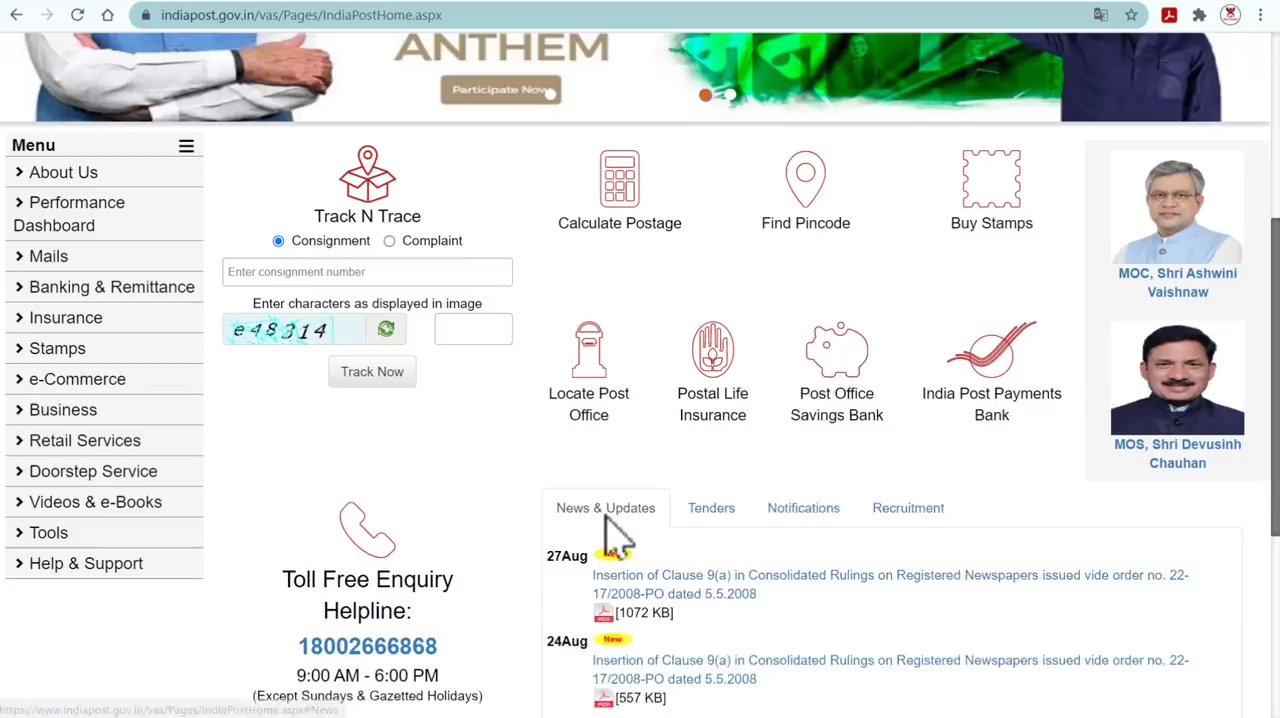 indiapost.gov.in/vas/Pages/IndiaPostHome.aspx
ANTHEM
Participate Now
Menu
About Us
Performance
Dashboard
Mails
Banking & Remittance
Insurance
Stamps
e-Commerce
Business
Retail Services
Doorstep Service
Videos & e-Books
Tools
Help & Support
Track N Trace
Consignment Complaint
Enter consignment number
Enter characters as displayed in image
e48314
Track Now
Calculate Postage
Find Pincode
Buy Stamps
Locate Post
Office
Postal Life
Insurance
Post Office
Savings Bank
India Post Payments
Bank
MOC, Shri Ashwini
Vaishnaw
MOS, Shri Devusinh
Chauhan
Toll Free Enquiry
Helpline:
18002666868
9:00 AM - 6:00 PM
(Except Sundays & Gazetted Holidays)
News & Updates Tenders Notifications Recruitment
27Aug
Insertion of Clause 9(a) in Consolidated Rulings on Registered Newspapers issued vide order no. 22-
17/2008-PO dated 5.5.2008
[1072 KB]
24Aug New
Insertion of Clause 9(a) in Consolidated Rulings on Registered Newspapers issued vide order no. 22-
17/2008-PO dated 5.5.2008
[557 KB]
https://www.indiapost.gov.in/vas/Pages/IndiaPostHome.aspx#News